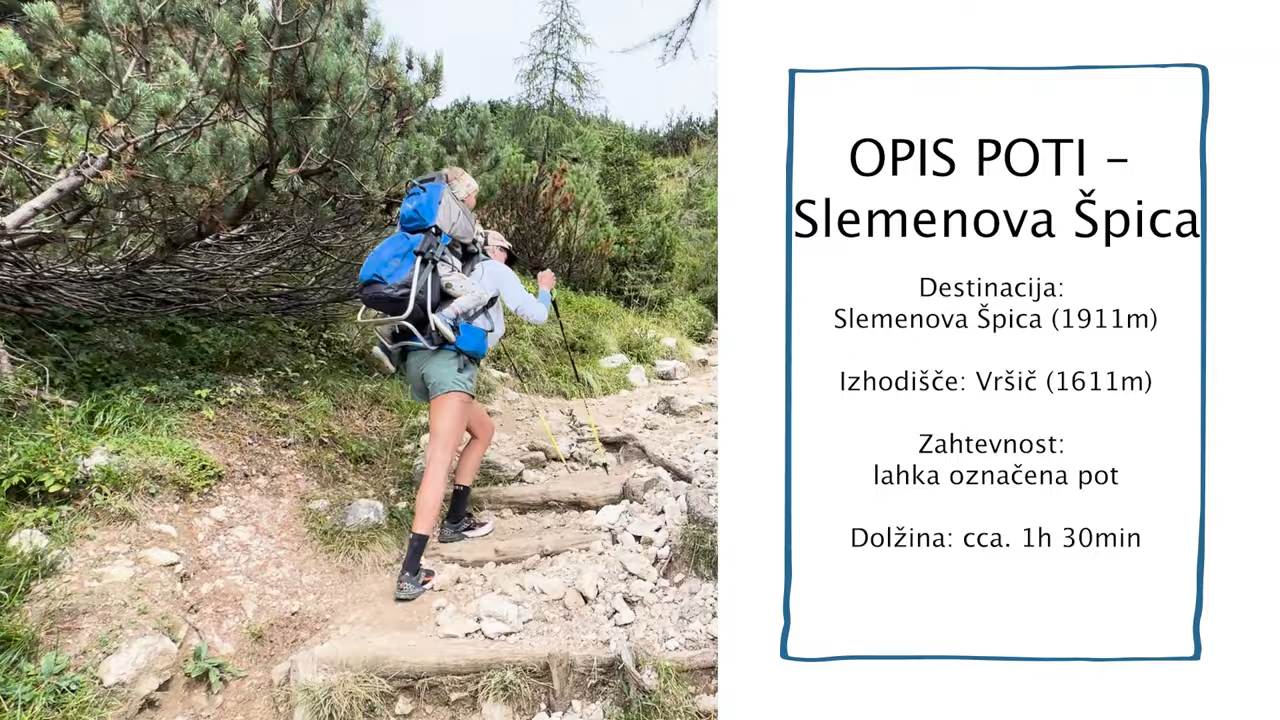 OPIS POTI –
Slemenova Špica
Destinacija:
Slemenova Špica (1911m)
Izhodišče: Vršič (1611m)
Zahtevnost:
lahka označena pot
Dolžina: cca. 1h 30min